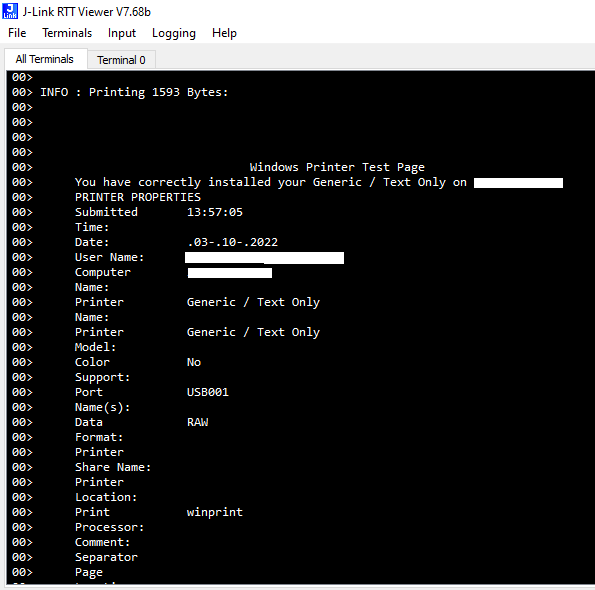 J-Link RTT Viewer V7.68b
File Terminals Input Logging Help
All Terminals Terminal 0
00>
00> INFO : Printing 1593 Bytes:
00>
00>
00>
00>
00> Windows Printer Test Page
00> You have correctly installed your Generic / Text Only on
00> PRINTER PROPERTIES
00> Submitted 13:57:05
00> Time:
00> Date: .03-.10-.2022
00> User Name:
00> Computer
00> Name:
00> Printer Generic / Text Only
00> Name:
00> Printer Generic / Text Only
00> Model:
00> Color No
00> Support:
00> Port USB001
00> Name(s):
00> Data RAW
00> Format:
00> Printer
00> Share Name:
00> Printer
00> Location:
00> Print winprint
00> Processor:
00> Comment:
00> Separator
00> Page